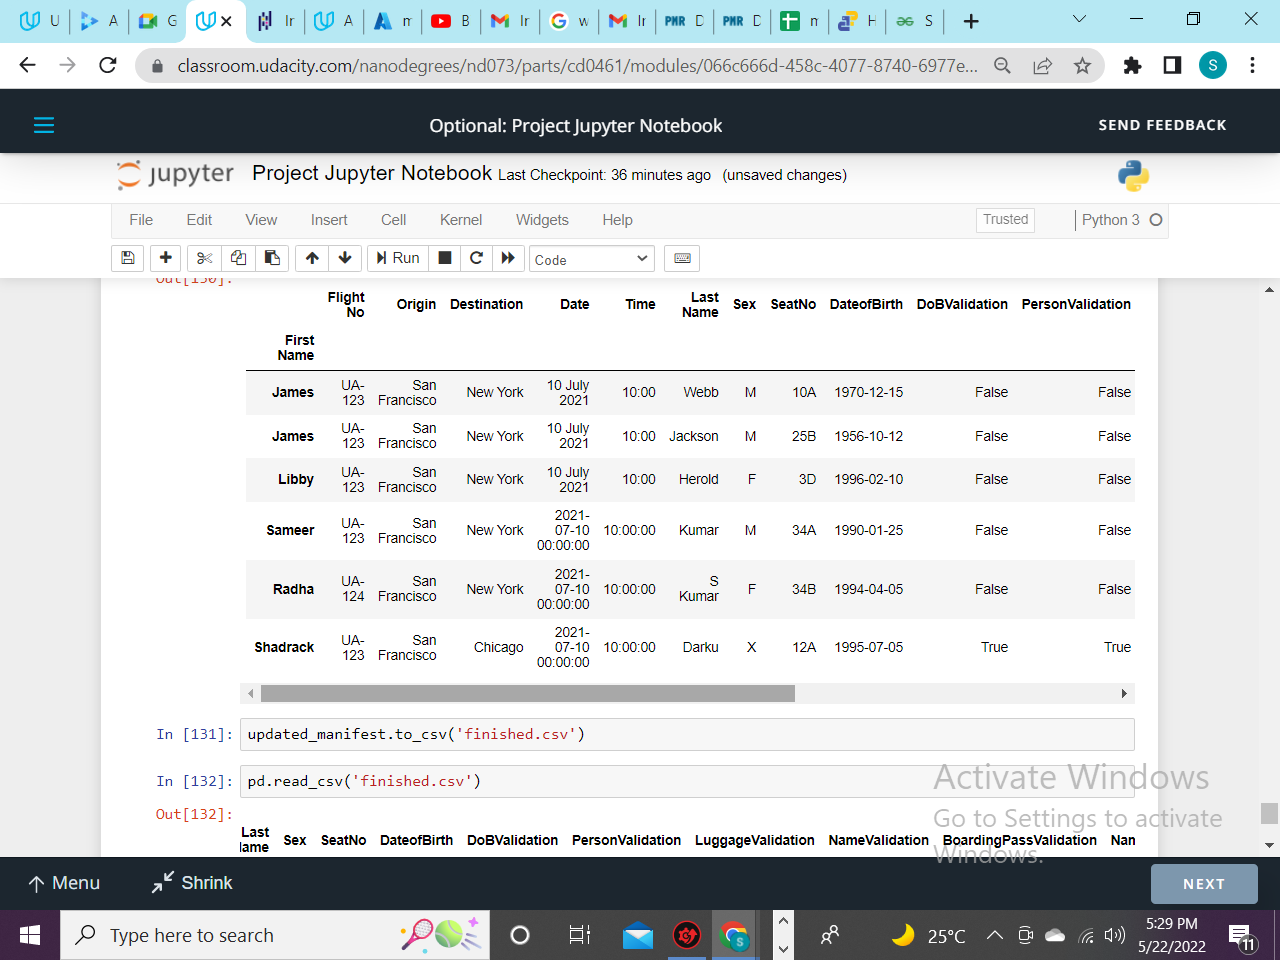 U A G Ir A m B Ir w Ir D D m H S
classroom.udacity.com/nanodegrees/nd073/parts/cd0461/modules/066c666d-458c-4077-8740-6977e... S
Optional: Project Jupyter Notebook SEND FEEDBACK
jupyter Project Jupyter Notebook Last Checkpoint: 36 minutes ago (unsaved changes)
File Edit View Insert Cell Kernel Widgets Help Trusted Python 3
Run Code
Out[130]:
Flight No Origin Destination Date Time Last Name Sex SeatNo DateofBirth DoBValidation PersonValidation
First Name
James UA-123 San Francisco New York 10 July 2021 10:00 Webb M 10A 1970-12-15 False False
James UA-123 San Francisco New York 10 July 2021 10:00 Jackson M 25B 1956-10-12 False False
Libby UA-123 San Francisco New York 10 July 2021 10:00 Herold F 3D 1996-02-10 False False
Sameer UA-123 San Francisco New York 2021-07-10 00:00:00 10:00:00 Kumar M 34A 1990-01-25 False False
Radha UA-124 San Francisco New York 2021-07-10 00:00:00 10:00:00 S Kumar F 34B 1994-04-05 False False
Shadrack UA-123 San Francisco Chicago 2021-07-10 00:00:00 10:00:00 Darku X 12A 1995-07-05 True True
In [131]: updated_manifest.to_csv('finished.csv')
In [132]: pd.read_csv('finished.csv')
Activate Windows
Go to Settings to activate Windows.
Out[132]:
Last Name Sex SeatNo DateofBirth DoBValidation PersonValidation LuggageValidation NameValidation BoardingPassValidation Nan
Menu Shrink NEXT
Type here to search 25°C 5:29 PM
5/22/2022 11